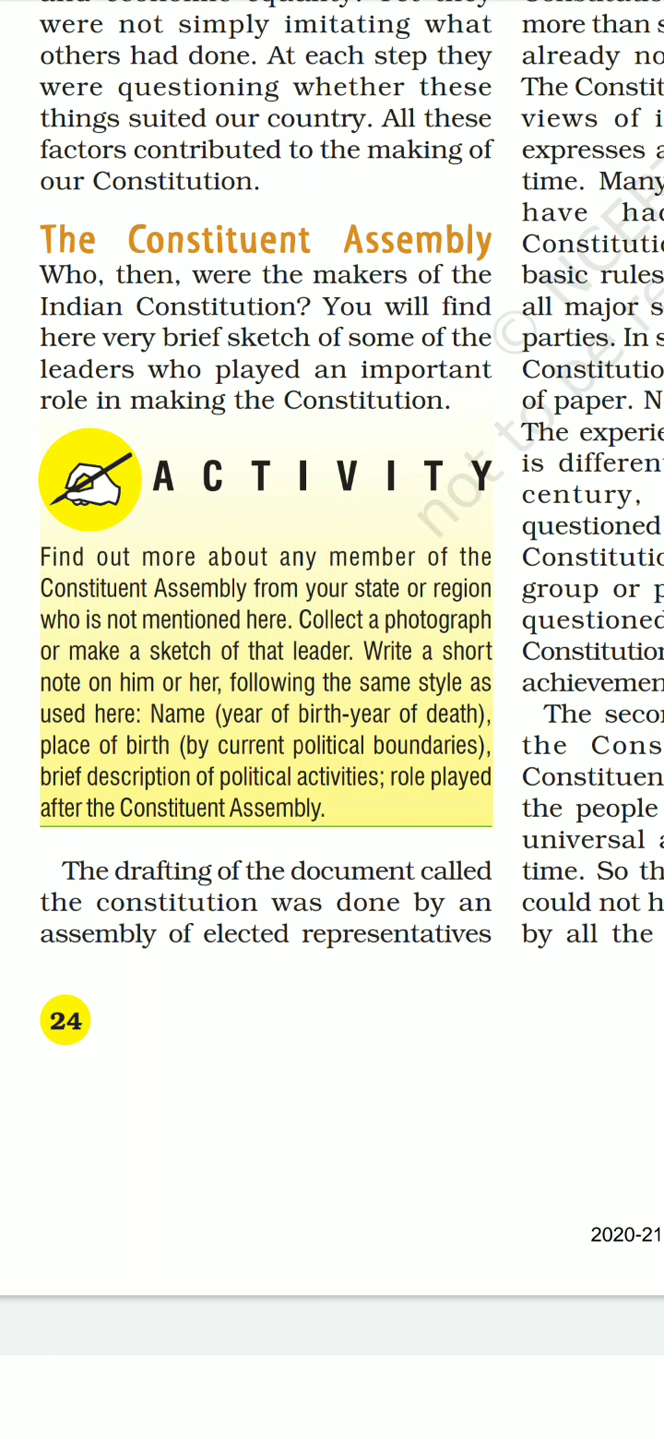 were not simply imitating what
others had done. At each step they
were questioning whether these
things suited our country. All these
factors contributed to the making of
our Constitution.
The Constituent Assembly
Who, then, were the makers of the
Indian Constitution? You will find
here very brief sketch of some of the
leaders who played an important
role in making the Constitution.
ACTIVITY
Find out more about any member of the
Constituent Assembly from your state or region
who is not mentioned here. Collect a photograph
or make a sketch of that leader. Write a short
note on him or her, following the same style as
used here: Name (year of birth-year of death),
place of birth (by current political boundaries),
brief description of political activities; role played
after the Constituent Assembly.
The drafting of the document called
the constitution was done by an
assembly of elected representatives
24
more than s
already no
The Constit
views of i
expresses a
time. Many
have had
Constitutio
basic rules
all major s
parties. In s
Constitutio
of paper. N
The experie
is different
century,
questioned
Constitutio
group or p
questioned
Constitution
achievemen
The secon
the Cons
Constituen
the people
universal a
time. So th
could not h
by all the
© NCERT
not to be re
2020-21